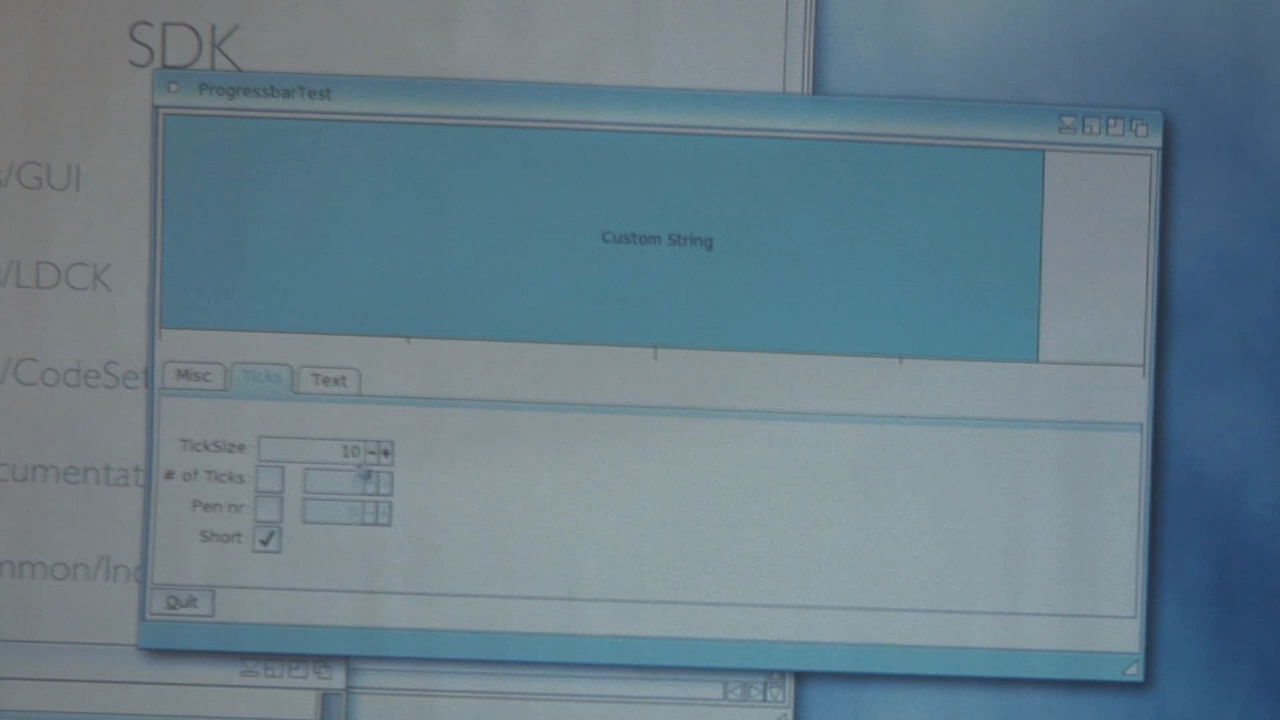 SDK
ProgressbarTest
/GUI
Custom String
/LDCK
/CodeSet
Misc Ticks Text
TickSize 10
# of Ticks
cumentat
Pen nr
Short
mmon/Inc
Quit